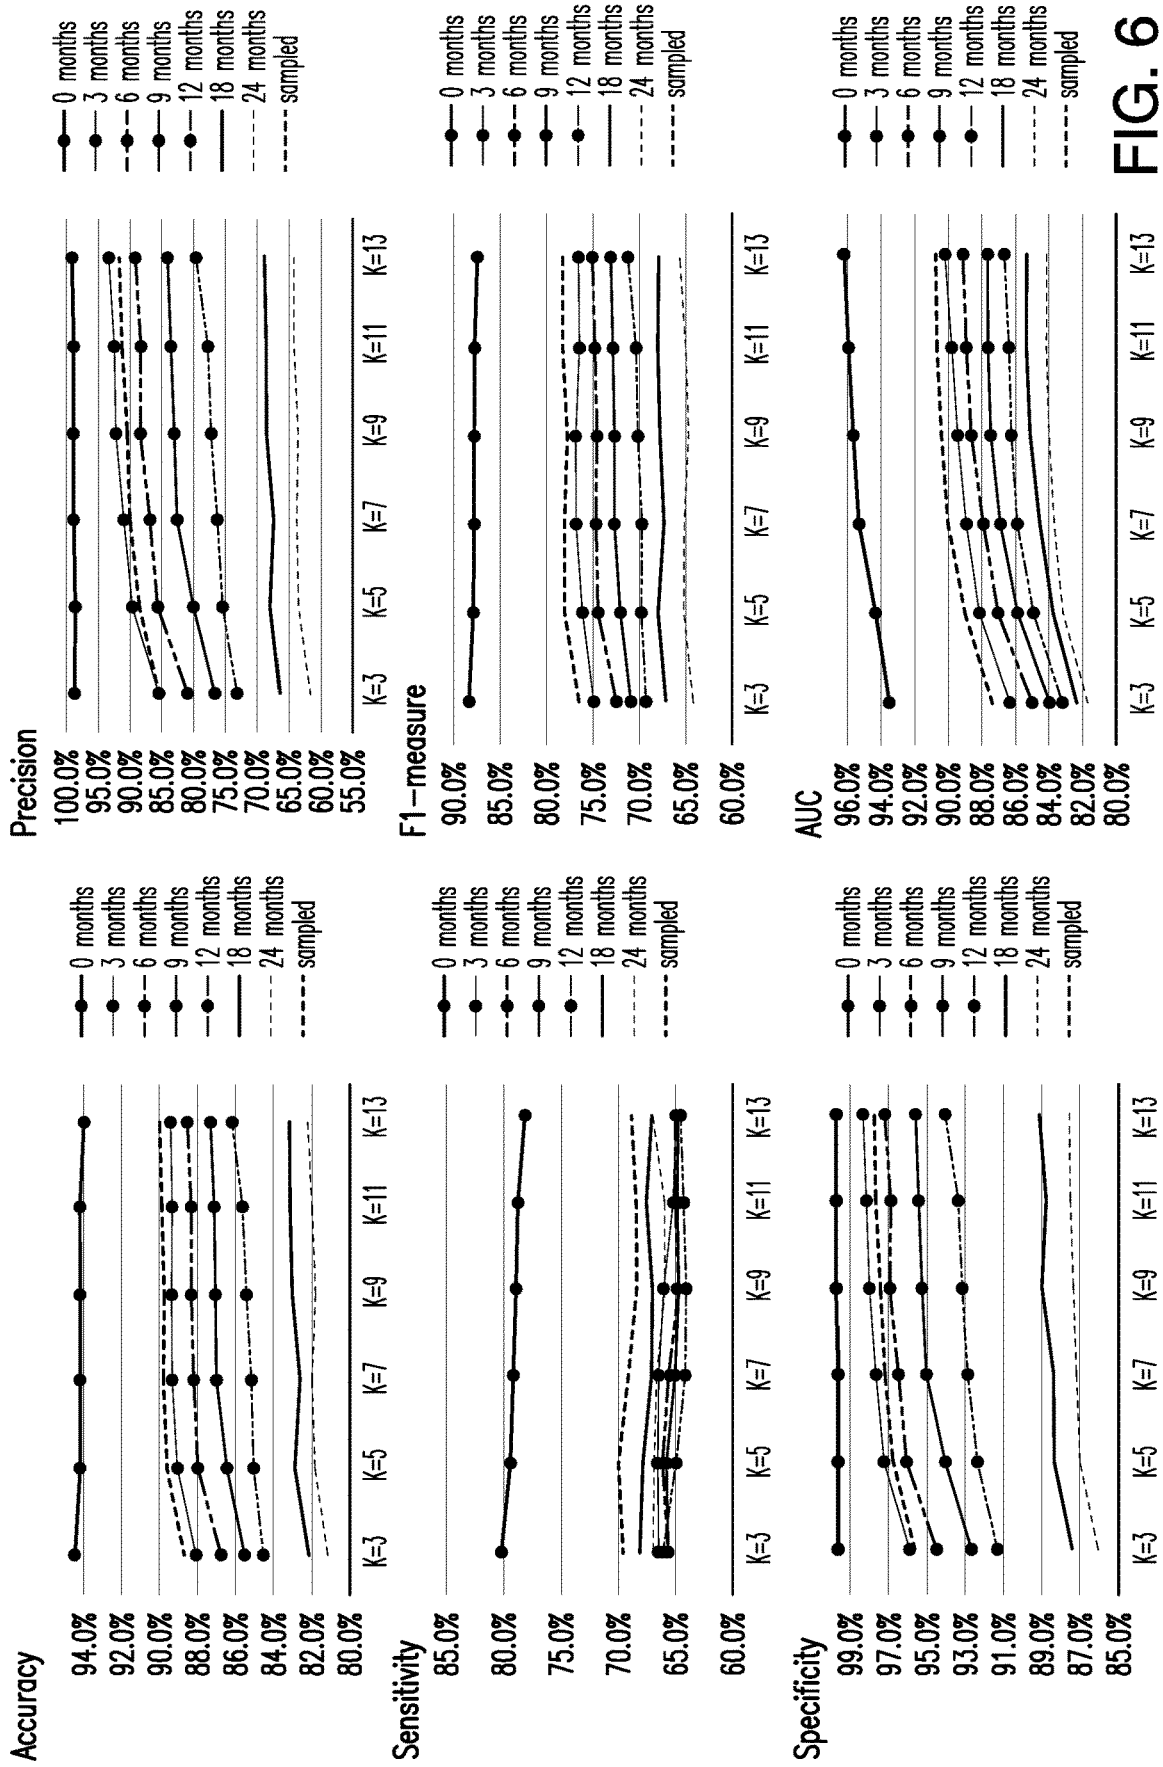 Accuracy
94.0%
92.0%
90.0%
88.0%
86.0%
84.0%
82.0%
80.0%
K=3 K=5 K=7 K=9 K=11 K=13
0 months
3 months
6 months
9 months
12 months
18 months
24 months
sampled
Precision
100.0%
95.0%
90.0%
85.0%
80.0%
75.0%
70.0%
65.0%
60.0%
55.0%
K=3 K=5 K=7 K=9 K=11 K=13
0 months
3 months
6 months
9 months
12 months
18 months
24 months
sampled
Sensitivity
85.0%
80.0%
75.0%
70.0%
65.0%
60.0%
K=3 K=5 K=7 K=9 K=11 K=13
0 months
3 months
6 months
9 months
12 months
18 months
24 months
sampled
F1-measure
90.0%
85.0%
80.0%
75.0%
70.0%
65.0%
60.0%
K=3 K=5 K=7 K=9 K=11 K=13
0 months
3 months
6 months
9 months
12 months
18 months
24 months
sampled
Specificity
99.0%
97.0%
95.0%
93.0%
91.0%
89.0%
87.0%
85.0%
K=3 K=5 K=7 K=9 K=11 K=13
0 months
3 months
6 months
9 months
12 months
18 months
24 months
sampled
AUC
96.0%
94.0%
92.0%
90.0%
88.0%
86.0%
84.0%
82.0%
80.0%
K=3 K=5 K=7 K=9 K=11 K=13
0 months
3 months
6 months
9 months
12 months
18 months
24 months
sampled
FIG. 6